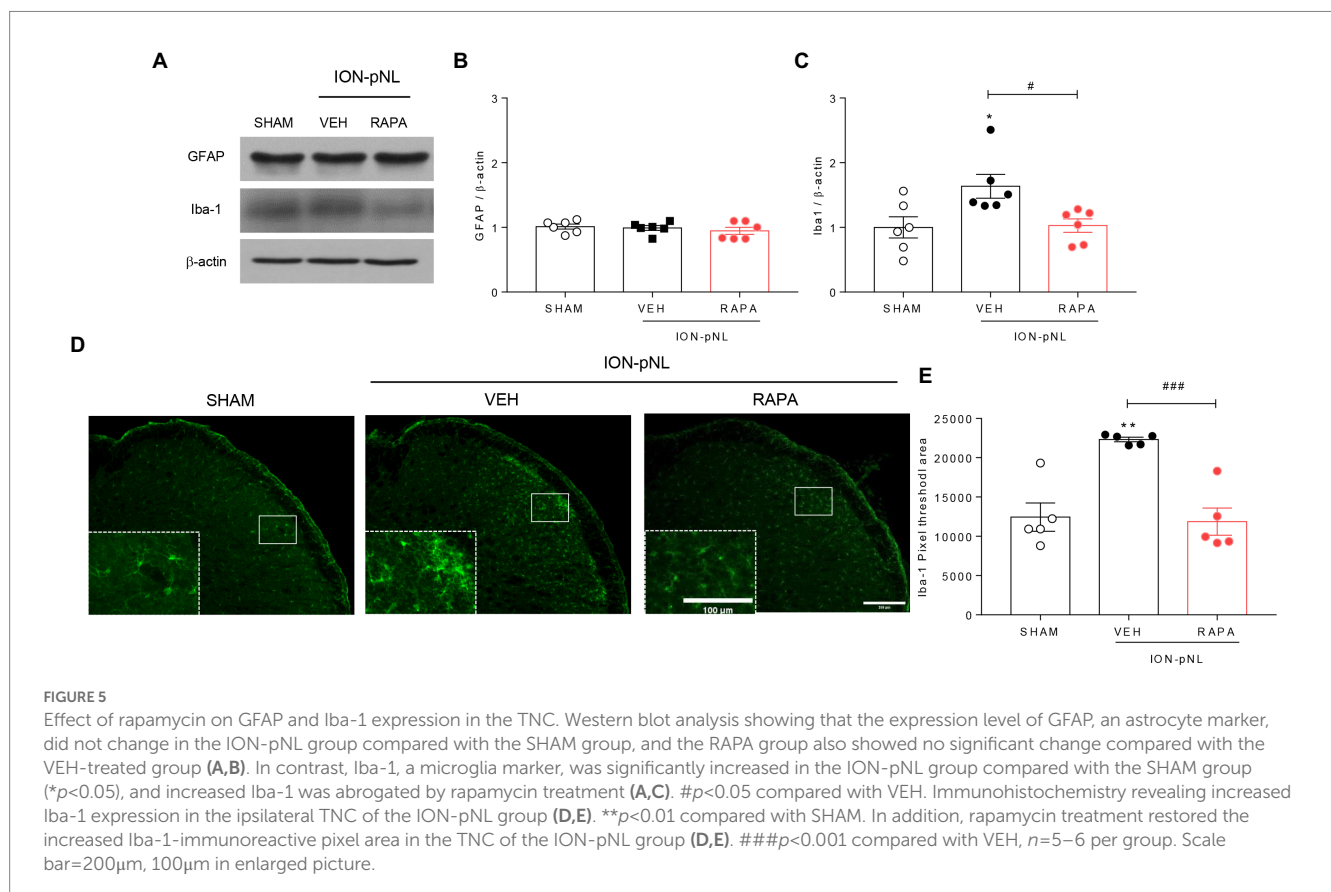 A
ION-pNL
SHAM VEH RAPA
GFAP
Iba-1
β-actin
B
GFAP / β-actin
3
2
1
0
SHAM VEH RAPA
ION-pNL
C
Iba1 / β-actin
3
2
1
0
#
*
SHAM VEH RAPA
ION-pNL
D
ION-pNL
SHAM VEH RAPA
100 µm
E
Iba-1 Pixel threshodl area
25000
20000
15000
10000
5000
0
###
**
SHAM VEH RAPA
ION-pNL
FIGURE 5
Effect of rapamycin on GFAP and Iba-1 expression in the TNC. Western blot analysis showing that the expression level of GFAP, an astrocyte marker,
did not change in the ION-pNL group compared with the SHAM group, and the RAPA group also showed no significant change compared with the
VEH-treated group (A,B). In contrast, Iba-1, a microglia marker, was significantly increased in the ION-pNL group compared with the SHAM group
(*p<0.05), and increased Iba-1 was abrogated by rapamycin treatment (A,C). #p<0.05 compared with VEH. Immunohistochemistry revealing increased
Iba-1 expression in the ipsilateral TNC of the ION-pNL group (D,E). **p<0.01 compared with SHAM. In addition, rapamycin treatment restored the
increased Iba-1-immunoreactive pixel area in the TNC of the ION-pNL group (D,E). ###p<0.001 compared with VEH, n=5–6 per group. Scale
bar=200µm, 100µm in enlarged picture.